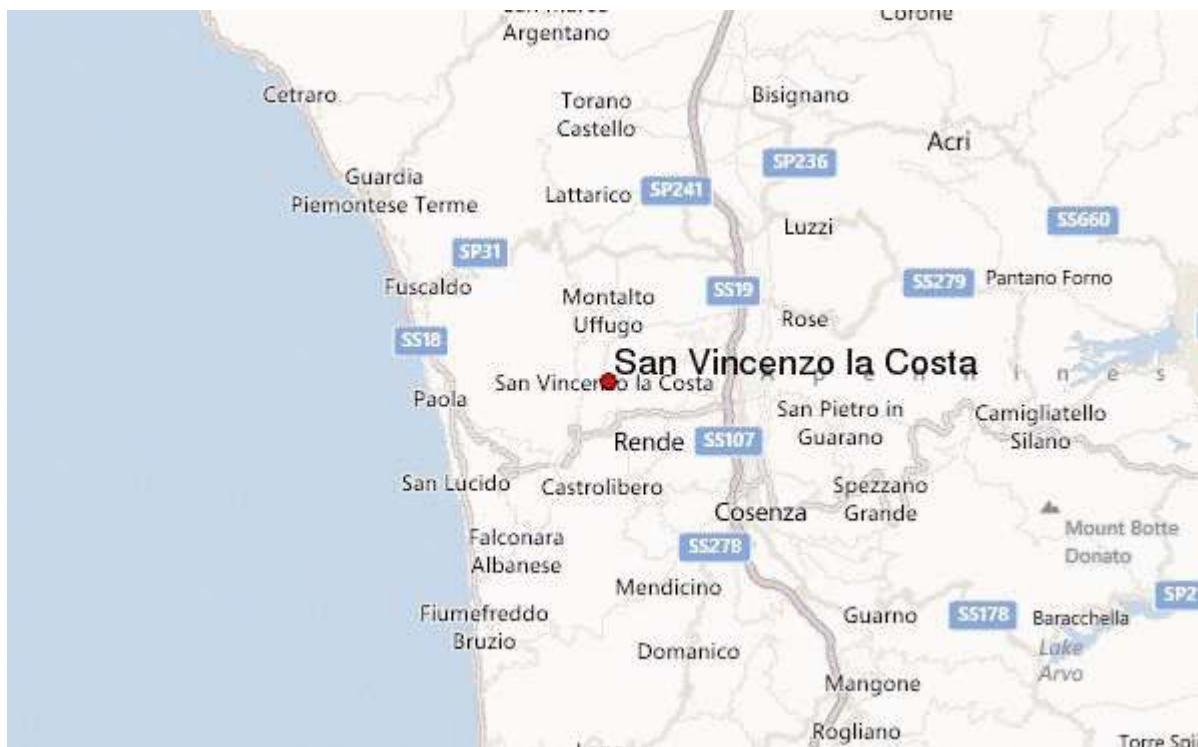 Argentano
Corone
Cetraro
Torano
Castello
Bisignano
Acri
SP236
Guardia
Piemontese Terme
Lattarico
SP241
Luzzi
SS660
SP31
Fuscaldo
Montalto
Uffugo
SS19
SS279
Pantano Forno
Rose
SS18
San Vincenzo la Costa
San Vincenzo la Costa
Apennines
Paola
San Pietro in
Guarano
Camigliatello
Silano
Rende
SS107
San Lucido
Castrolibero
Spezzano
Grande
Cosenza
Mount Botte
Donato
Falconara
Albanese
SS278
Mendicino
Fiumefreddo
Bruzio
Guarno
SS178
Baracchella
Lake
Arvo
Domanico
Mangone
Rogliano